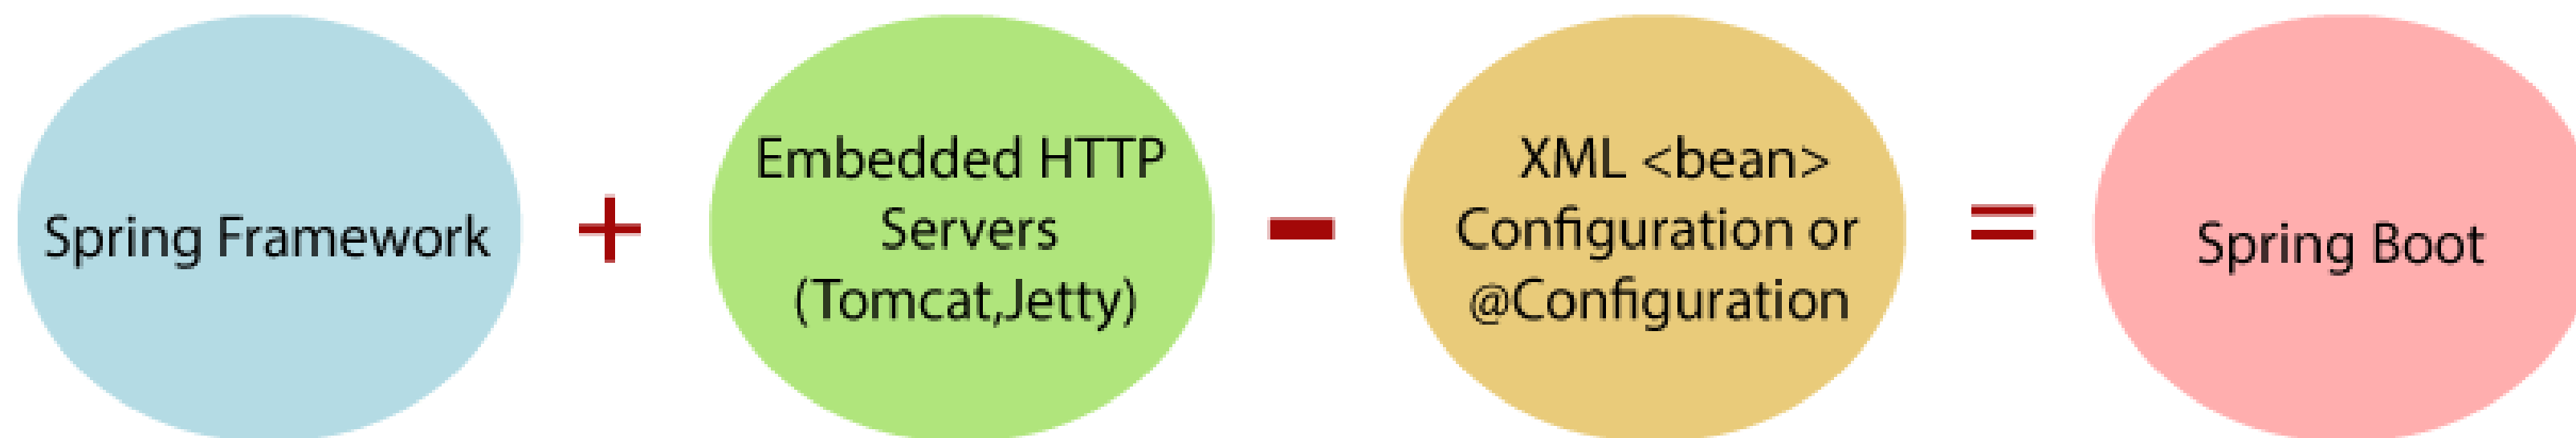 Spring Framework
+
Embedded HTTP
Servers
(Tomcat,Jetty)
-
XML <bean>
Configuration or
@Configuration
=
Spring Boot